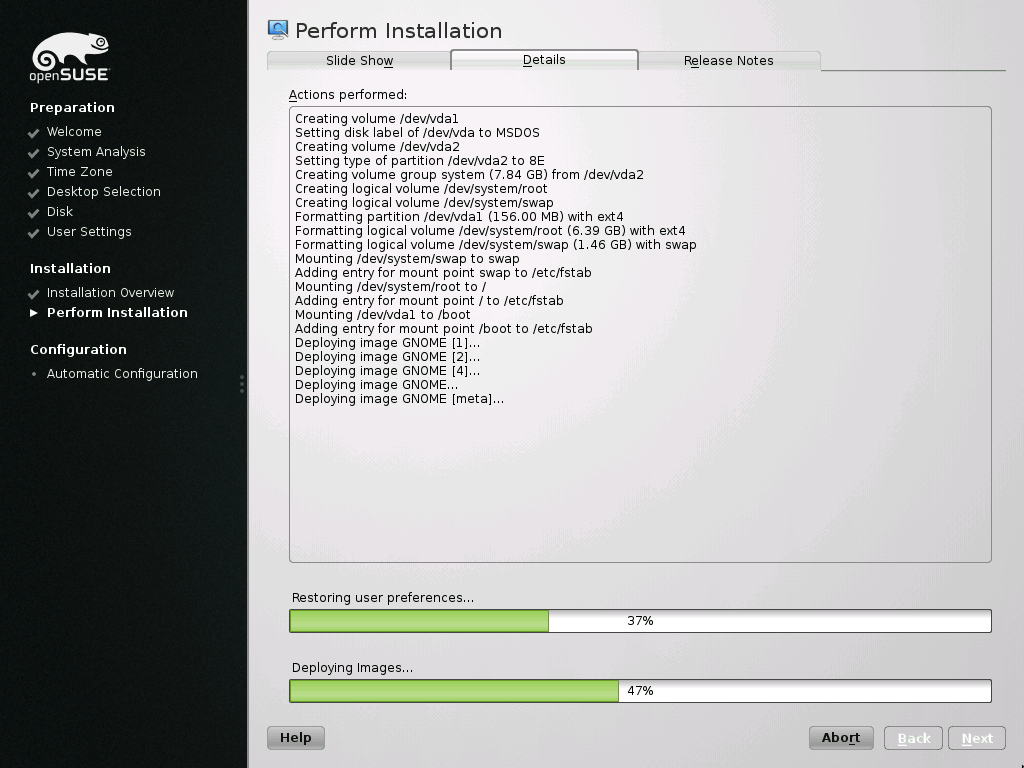 openSUSE
Preparation
Welcome
System Analysis
Time Zone
Desktop Selection
Disk
User Settings
Installation
Installation Overview
Perform Installation
Configuration
Automatic Configuration
Perform Installation
Slide Show
Details
Release Notes
Actions performed:
Creating volume /dev/vda1
Setting disk label of /dev/vda to MSDOS
Creating volume /dev/vda2
Setting type of partition /dev/vda2 to 8E
Creating volume group system (7.84 GB) from /dev/vda2
Creating logical volume /dev/system/root
Creating logical volume /dev/system/swap
Formatting partition /dev/vda1 (156.00 MB) with ext4
Formatting logical volume /dev/system/root (6.39 GB) with ext4
Formatting logical volume /dev/system/swap (1.46 GB) with swap
Mounting /dev/system/swap to swap
Adding entry for mount point swap to /etc/fstab
Mounting /dev/system/root to /
Adding entry for mount point / to /etc/fstab
Mounting /dev/vda1 to /boot
Adding entry for mount point /boot to /etc/fstab
Deploying image GNOME [1]...
Deploying image GNOME [2]...
Deploying image GNOME [4]...
Deploying image GNOME...
Deploying image GNOME [meta]...
Restoring user preferences...
37%
Deploying Images...
47%
Help
Abort
Back
Next